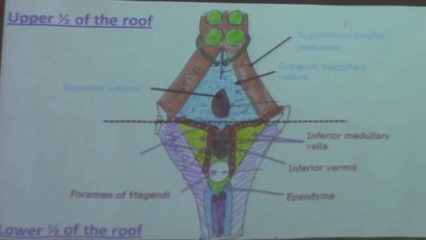 Upper ½ of the roof
Superior cerebellar
peduncle
Superior medullary
velum
Superior vermis
Inferior medullary
vella
Inferior vermis
Foramen of Magendi
Ependyma
Lower ½ of the roof